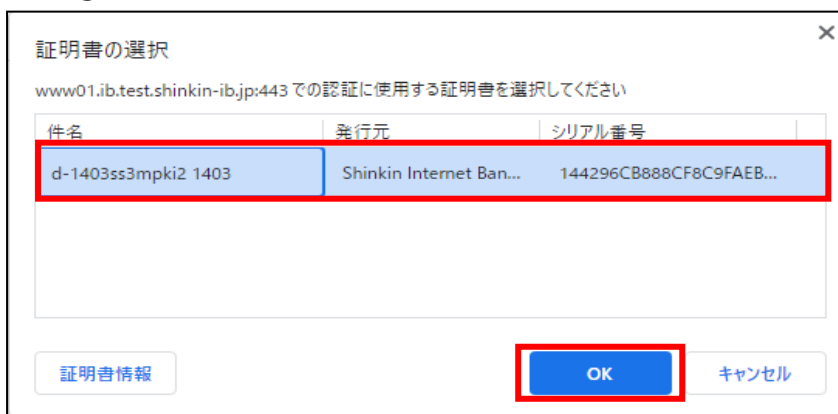 証明書の選択
www01.ib.test.shinkin-ib.jp:443 での認証に使用する証明書を選択してください
件名 発行元 シリアル番号
d-1403ss3mpki2 1403 Shinkin Internet Ban... 144296CB888CF8C9FAEB...
証明書情報 OK キャンセル